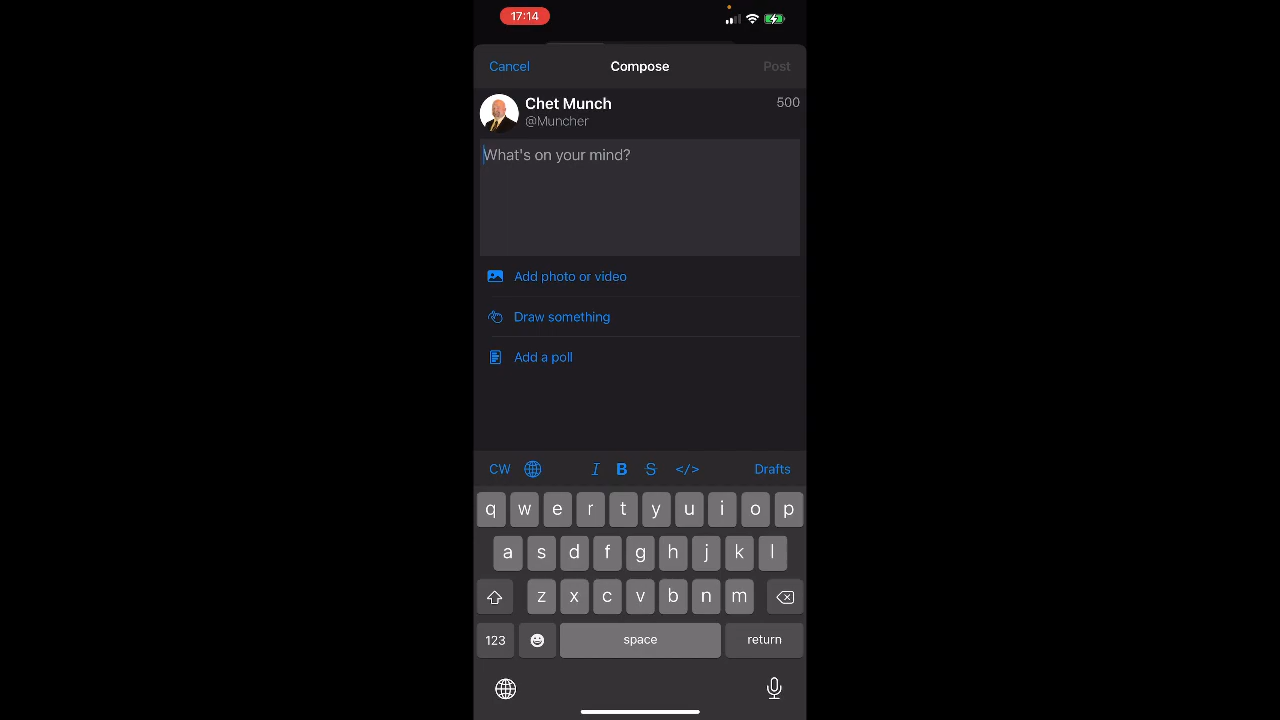 17:14
Cancel Compose Post
Chet Munch 500
@Muncher
What's on your mind?
Add photo or video
Draw something
Add a poll
CW I B S </> Drafts
q w e r t y u i o p
a s d f g h j k l
z x c v b n m
123 space return